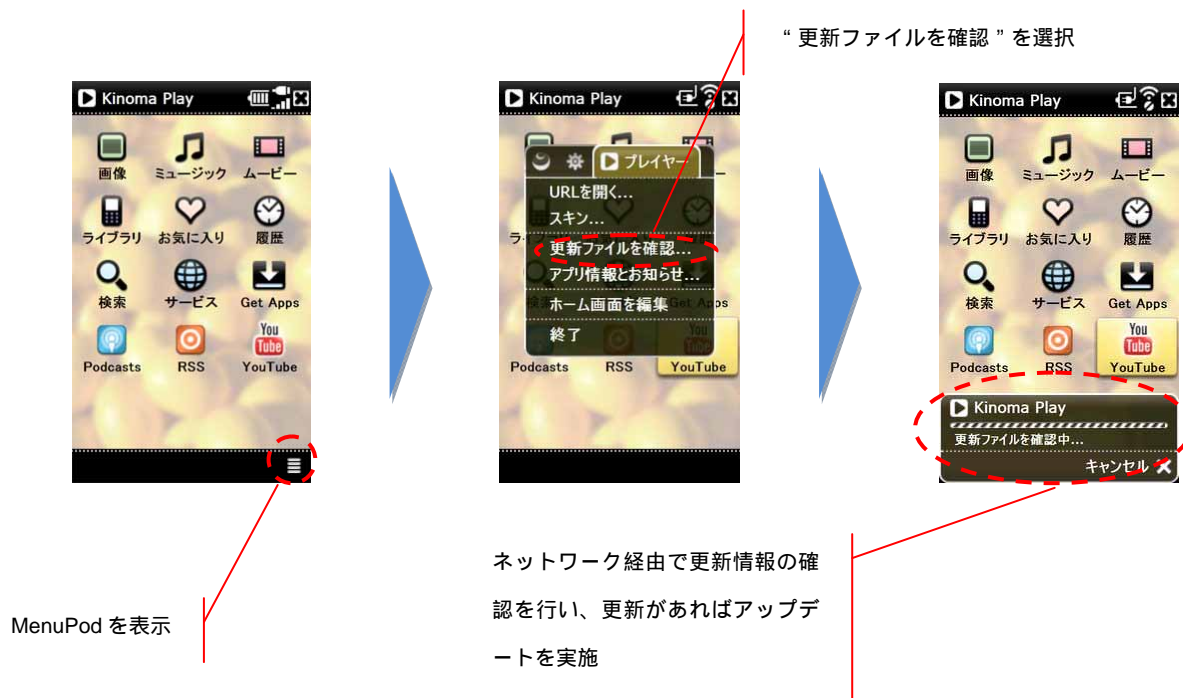 “ 更新ファイルを確認 ” を選択
Kinoma Play
画像 ミュージック ムービー
ライブラリ お気に入り 履歴
検索 サービス Get Apps
You
Tube
Podcasts RSS YouTube
MenuPod を表示
Kinoma Play
プレイヤー
URLを開く...
スキン...
更新ファイルを確認...
アプリ情報とお知らせ...
ホーム画面を編集
終了
Podcasts RSS YouTube
ネットワーク経由で更新情報の確
認を行い、更新があればアップデ
ートを実施
Kinoma Play
画像 ミュージック ムービー
ライブラリ お気に入り 履歴
検索 サービス Get Apps
You
Tube
Podcasts RSS YouTube
Kinoma Play
更新ファイルを確認中...
キャンセル